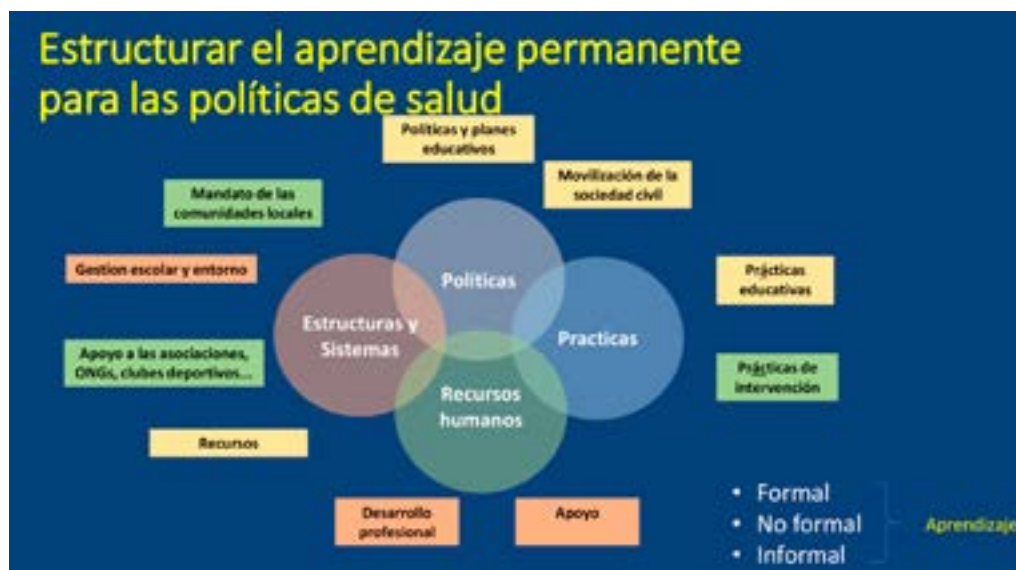 Estructurar el aprendizaje permanente
para las políticas de salud
Políticas y planes
educativos
Movilización de la
sociedad civil
Mandato de las
comunidades locales
Gestion escolar y entorno
Políticas
Prácticas
educativas
Estructuras y
Sistemas
Practicas
Apoyo a las asociaciones,
ONGs, clubes deportivos...
Prácticas de
intervención
Recursos
humanos
Recursos
Desarrollo
profesional
Apoyo
• Formal
• No formal
• Informal
Aprendizaje